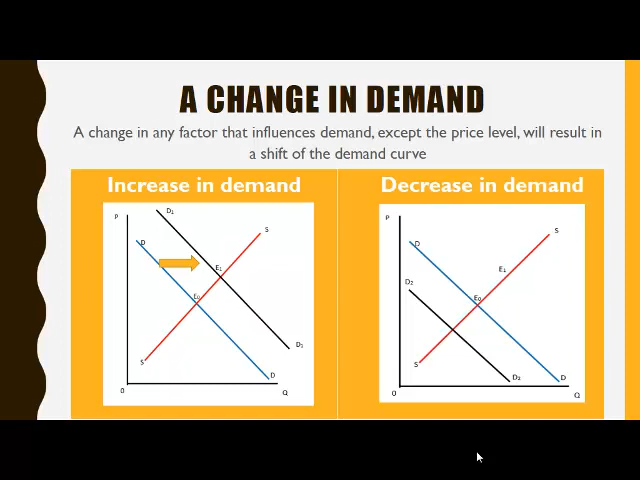 A CHANGE IN DEMAND
A change in any factor that influences demand, except the price level, will result in
a shift of the demand curve
Increase in demand
P
D₁
D
S
E₁
E₀
S
D₁
D
0
Q
Decrease in demand
P
D
S
E₁
D₂
E₀
S
D₂
D
0
Q